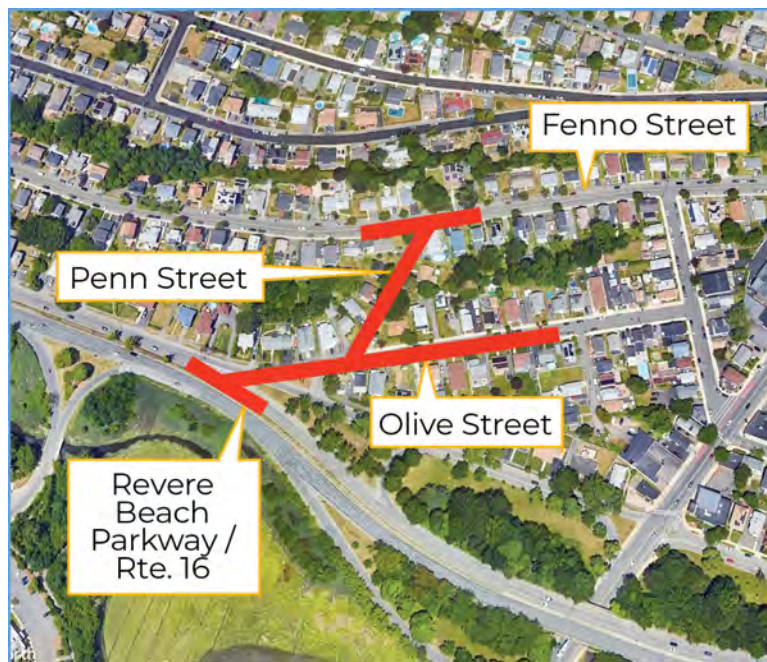 Fenno Street
Penn Street
Olive Street
Revere
Beach
Parkway /
Rte. 16